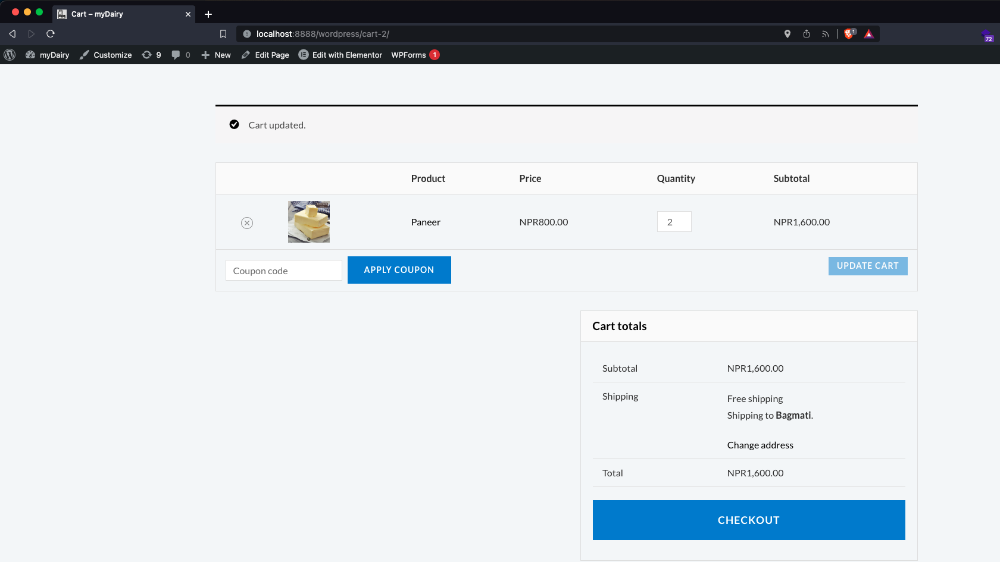 Cart – myDairy
localhost:8888/wordpress/cart-2/
1
72
myDairy Customize 9 0 New Edit Page Edit with Elementor WPForms 1
Cart updated.
Product Price Quantity Subtotal
Paneer NPR800.00 2 NPR1,600.00
Coupon code APPLY COUPON UPDATE CART
Cart totals
Subtotal NPR1,600.00
Shipping Free shipping
Shipping to Bagmati.
Change address
Total NPR1,600.00
CHECKOUT